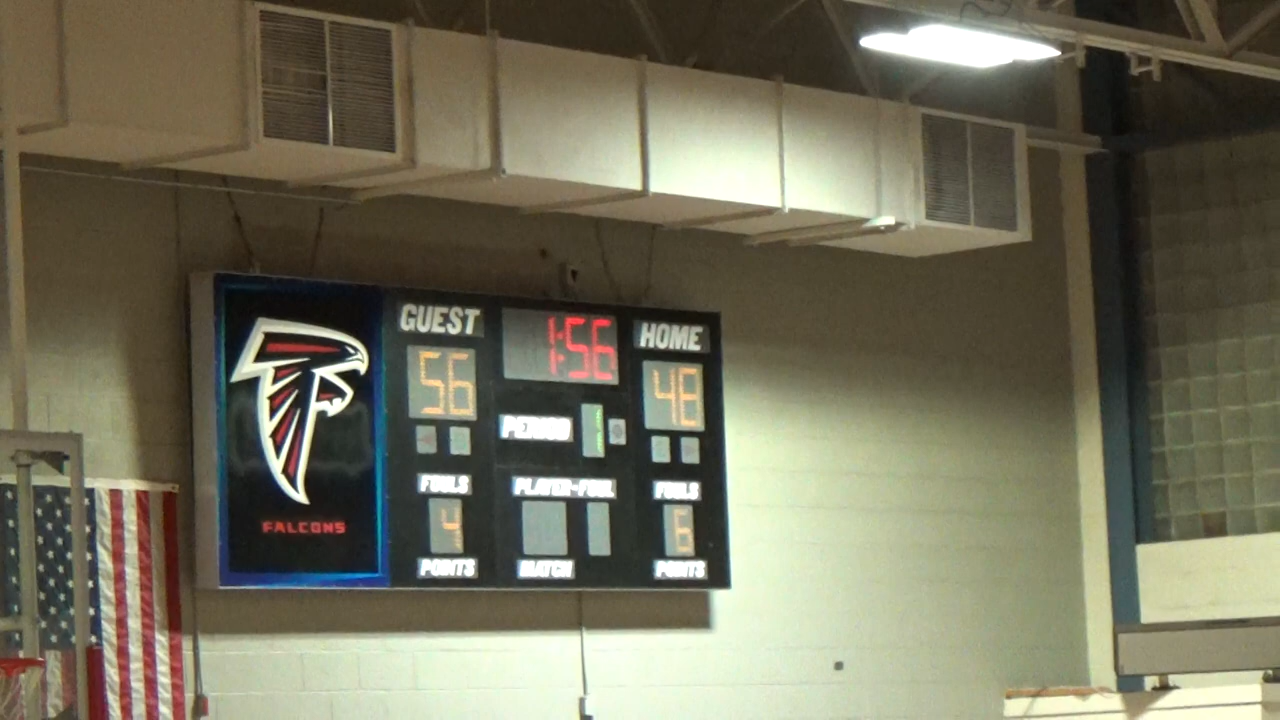 GUEST
1:56
HOME
56
48
PERIOD
FOULS
PLAYER-FOUL
FOULS
4
6
POINTS
MATCH
POINTS
FALCONS